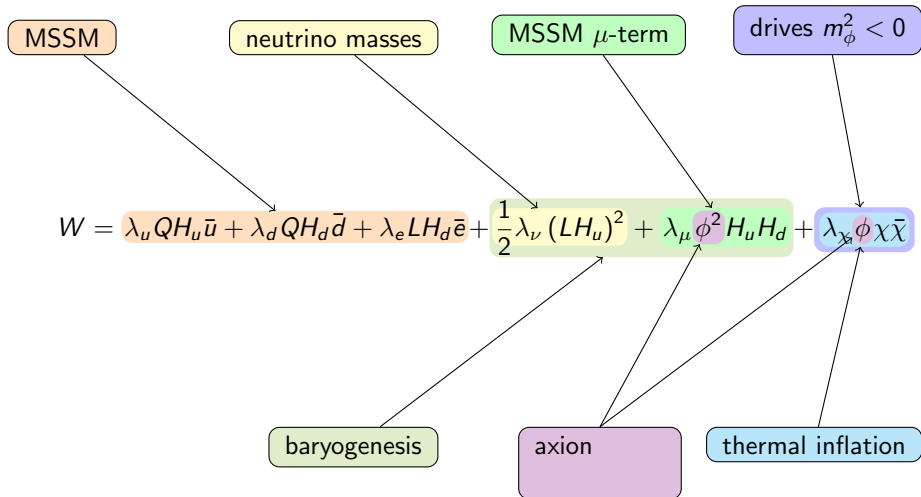 MSSM neutrino masses MSSM μ-term drives m_ϕ^2 < 0
W = λ_u Q H_u ū + λ_d Q H_d d̄ + λ_e L H_d ē + 1/2 λ_ν (L H_u)^2 + λ_μ ϕ^2 H_u H_d + λ_χ ϕ χ χ̄
baryogenesis axion thermal inflation